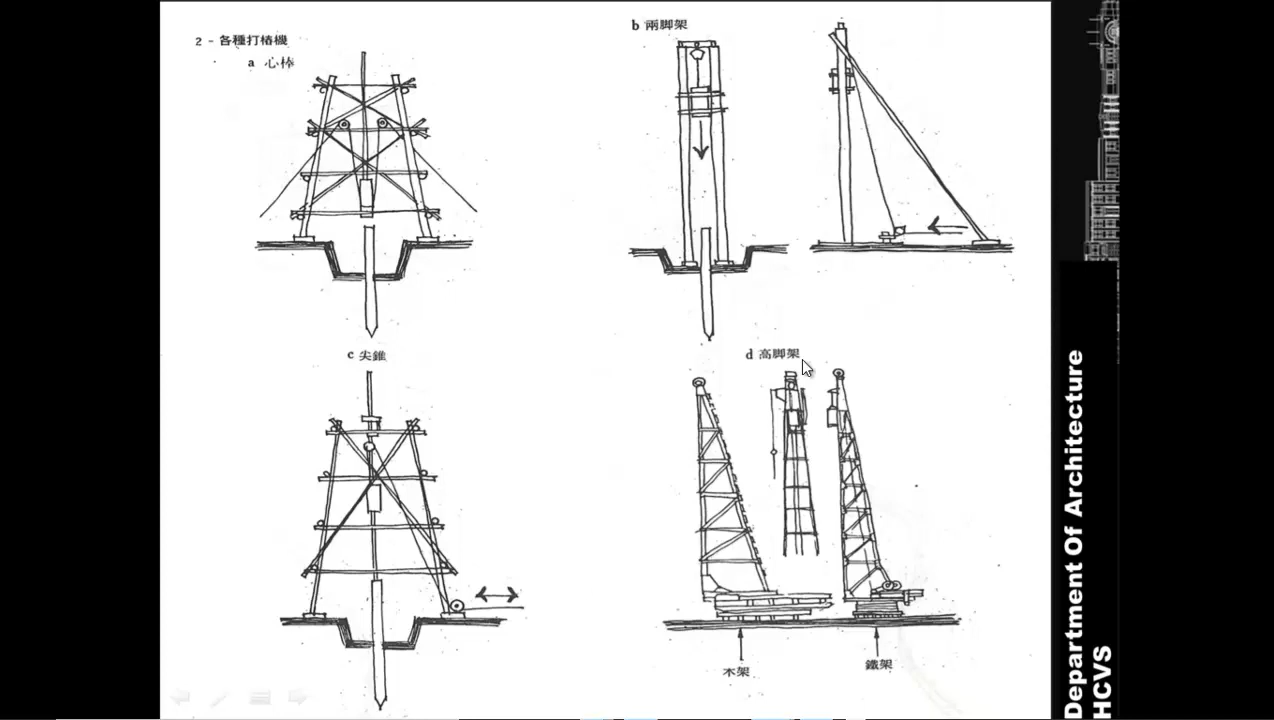 2 - 各種打樁機
a 心棒
b 兩脚架
c 尖錐
d 高脚架
木架
鐵架
Department Of Architecture
HCVS